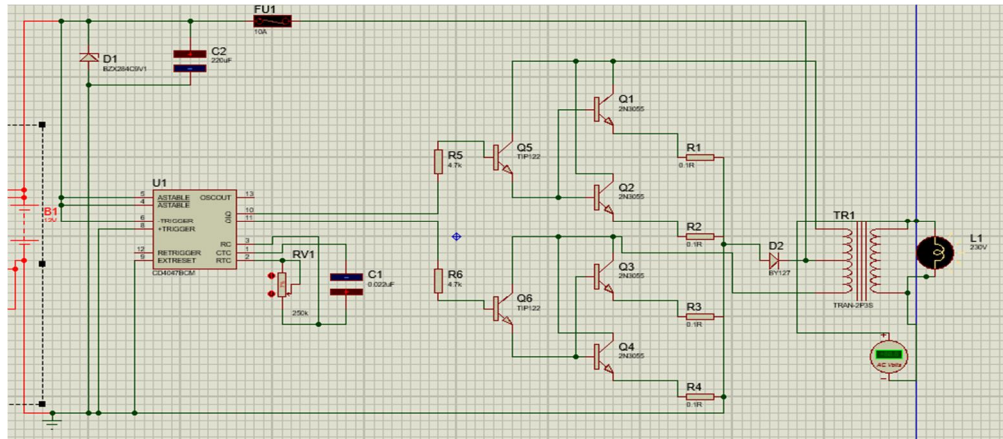 FU1
10A
D1
BZX284C9V1
C2
220uF
Q1
2N3055
Q5
TIP122
R5
4.7k
R1
0.1R
U1
5
4
6
8
12
9
ASTABLE
ASTABLE
-TRIGGER
+TRIGGER
RETRIGGER
EXTRESET
OSCOUT
RC
CTC
RTC
13
10
11
3
1
2
CD4047BCM
B1
12V
Q2
2N3055
R2
0.1R
TR1
TRAN-2P3S
D2
BY127
L1
230V
RV1
250k
C1
0.022uF
R6
4.7k
Q6
TIP122
Q3
2N3055
R3
0.1R
Q4
2N3055
R4
0.1R
AC Volts